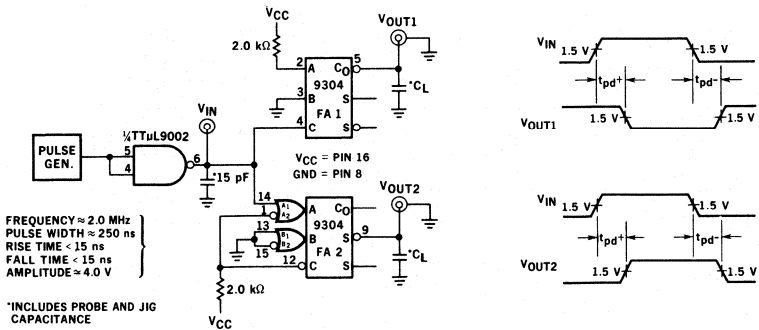 VCC
2.0 kΩ
2
3
4
A
B
C
9304
FA 1
CO
S
S
5
VOUT1
*CL
VIN
¼TTμL9002
PULSE
GEN.
5
4
6
*15 pF
VCC = PIN 16
GND = PIN 8
14
1
A1
A2
13
15
B1
B2
12
A
B
C
9304
FA 2
CO
S
S
9
VOUT2
*CL
2.0 kΩ
VCC
FREQUENCY ≈ 2.0 MHz
PULSE WIDTH ≈ 250 ns
RISE TIME < 15 ns
FALL TIME < 15 ns
AMPLITUDE ≈ 4.0 V
*INCLUDES PROBE AND JIG
CAPACITANCE
VIN
1.5 V
1.5 V
tpd+
tpd-
VOUT1
1.5 V
1.5 V
VIN
1.5 V
1.5 V
tpd+
tpd-
VOUT2
1.5 V
1.5 V